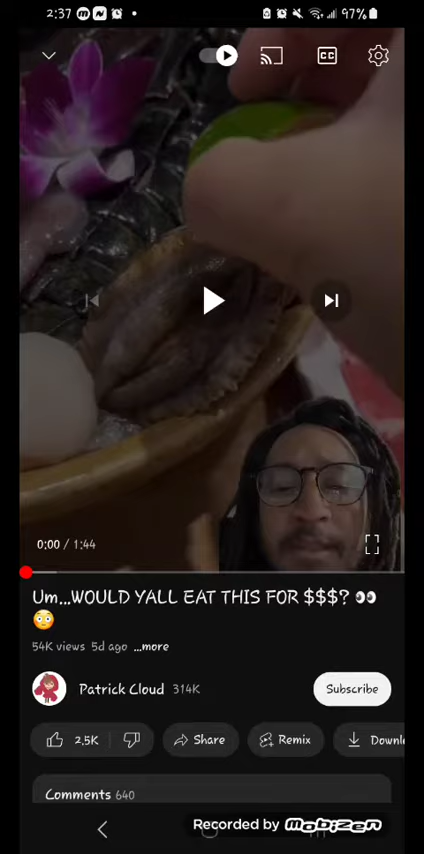 2:37
97%
CC
0:00 / 1:44
Um...WOULD YALL EAT THIS FOR $$$? 👀
😳
54K views 5d ago ...more
Patrick Cloud 314K
Subscribe
2,5K
Share
Remix
Downl
Comments 640
Recorded by mobizen